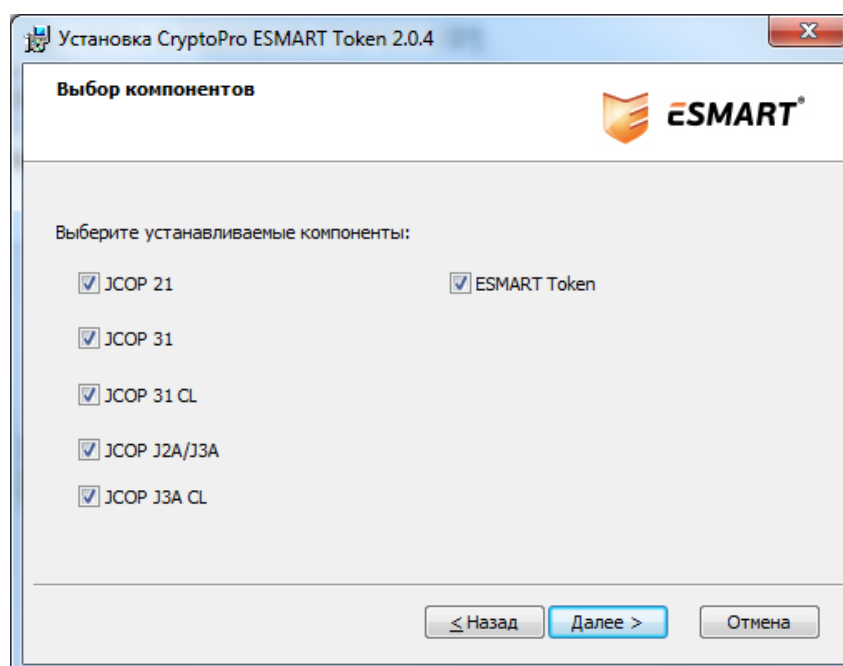 Установка CryptoPro ESMART Token 2.0.4
Выбор компонентов
ESMART®
Выберите устанавливаемые компоненты:
JCOP 21
ESMART Token
JCOP 31
JCOP 31 CL
JCOP J2A/J3A
JCOP J3A CL
< Назад
Далее >
Отмена